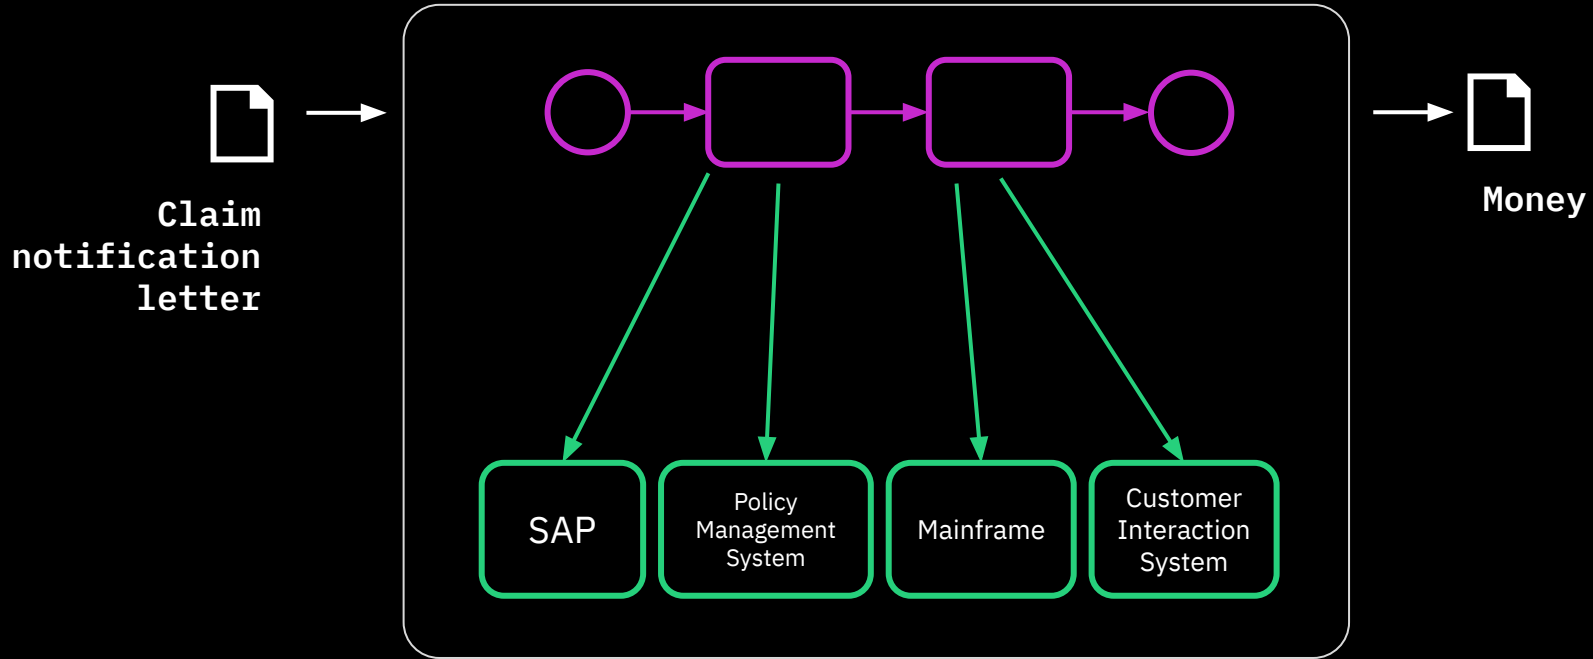 Claim
notification
letter
Money
SAP
Policy
Management
System
Mainframe
Customer
Interaction
System